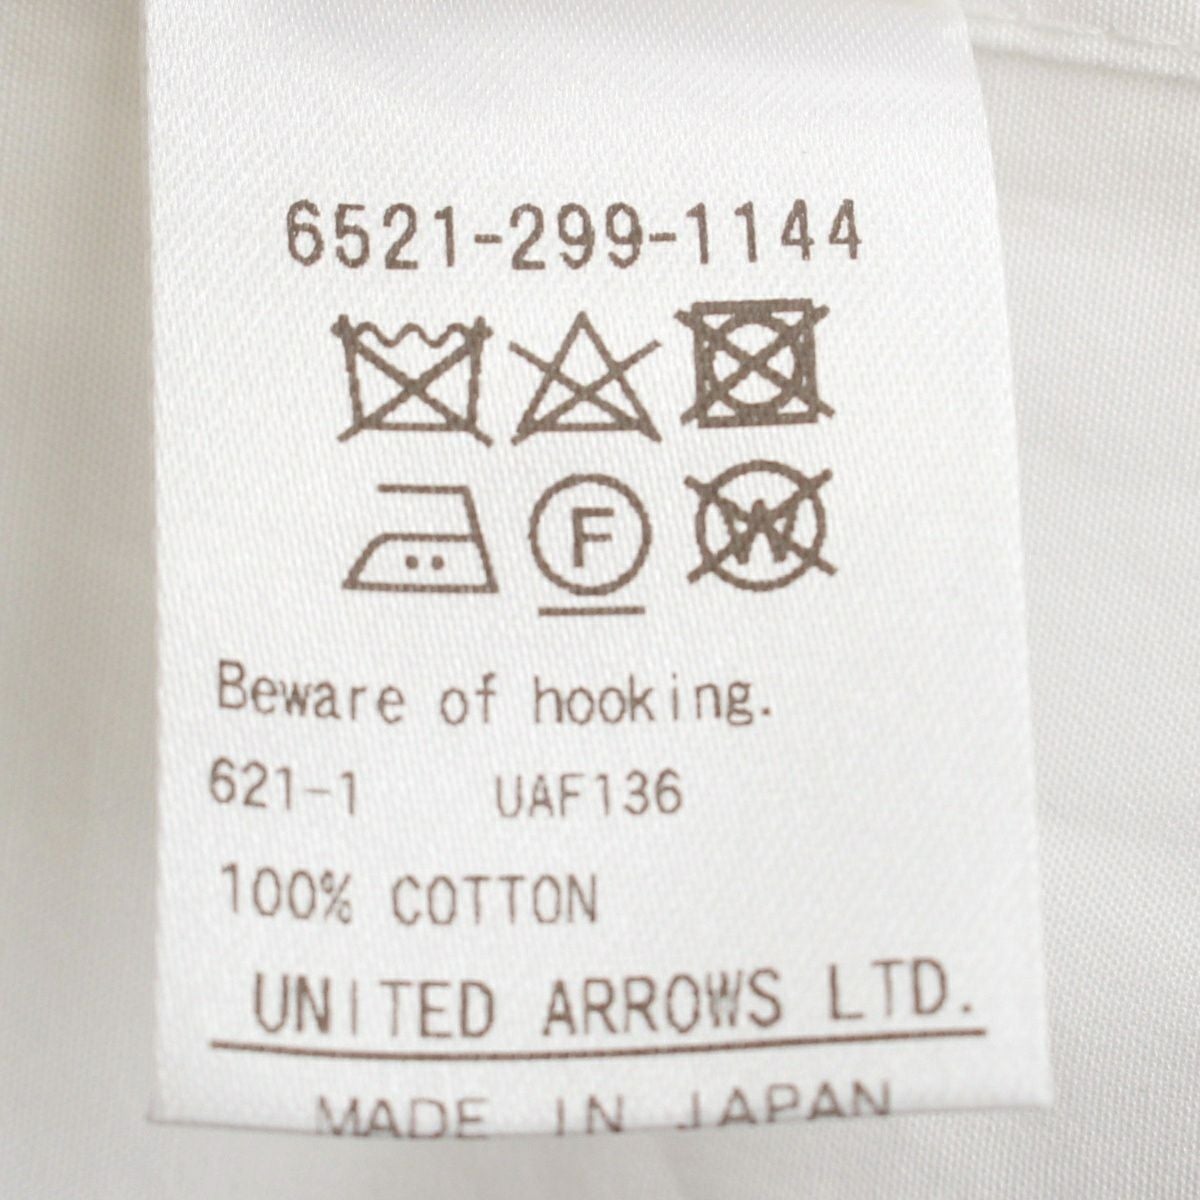 6521-299-1144
F W
Beware of hooking.
621-1 UAF136
100% COTTON
UNITED ARROWS LTD.
MADE IN JAPAN